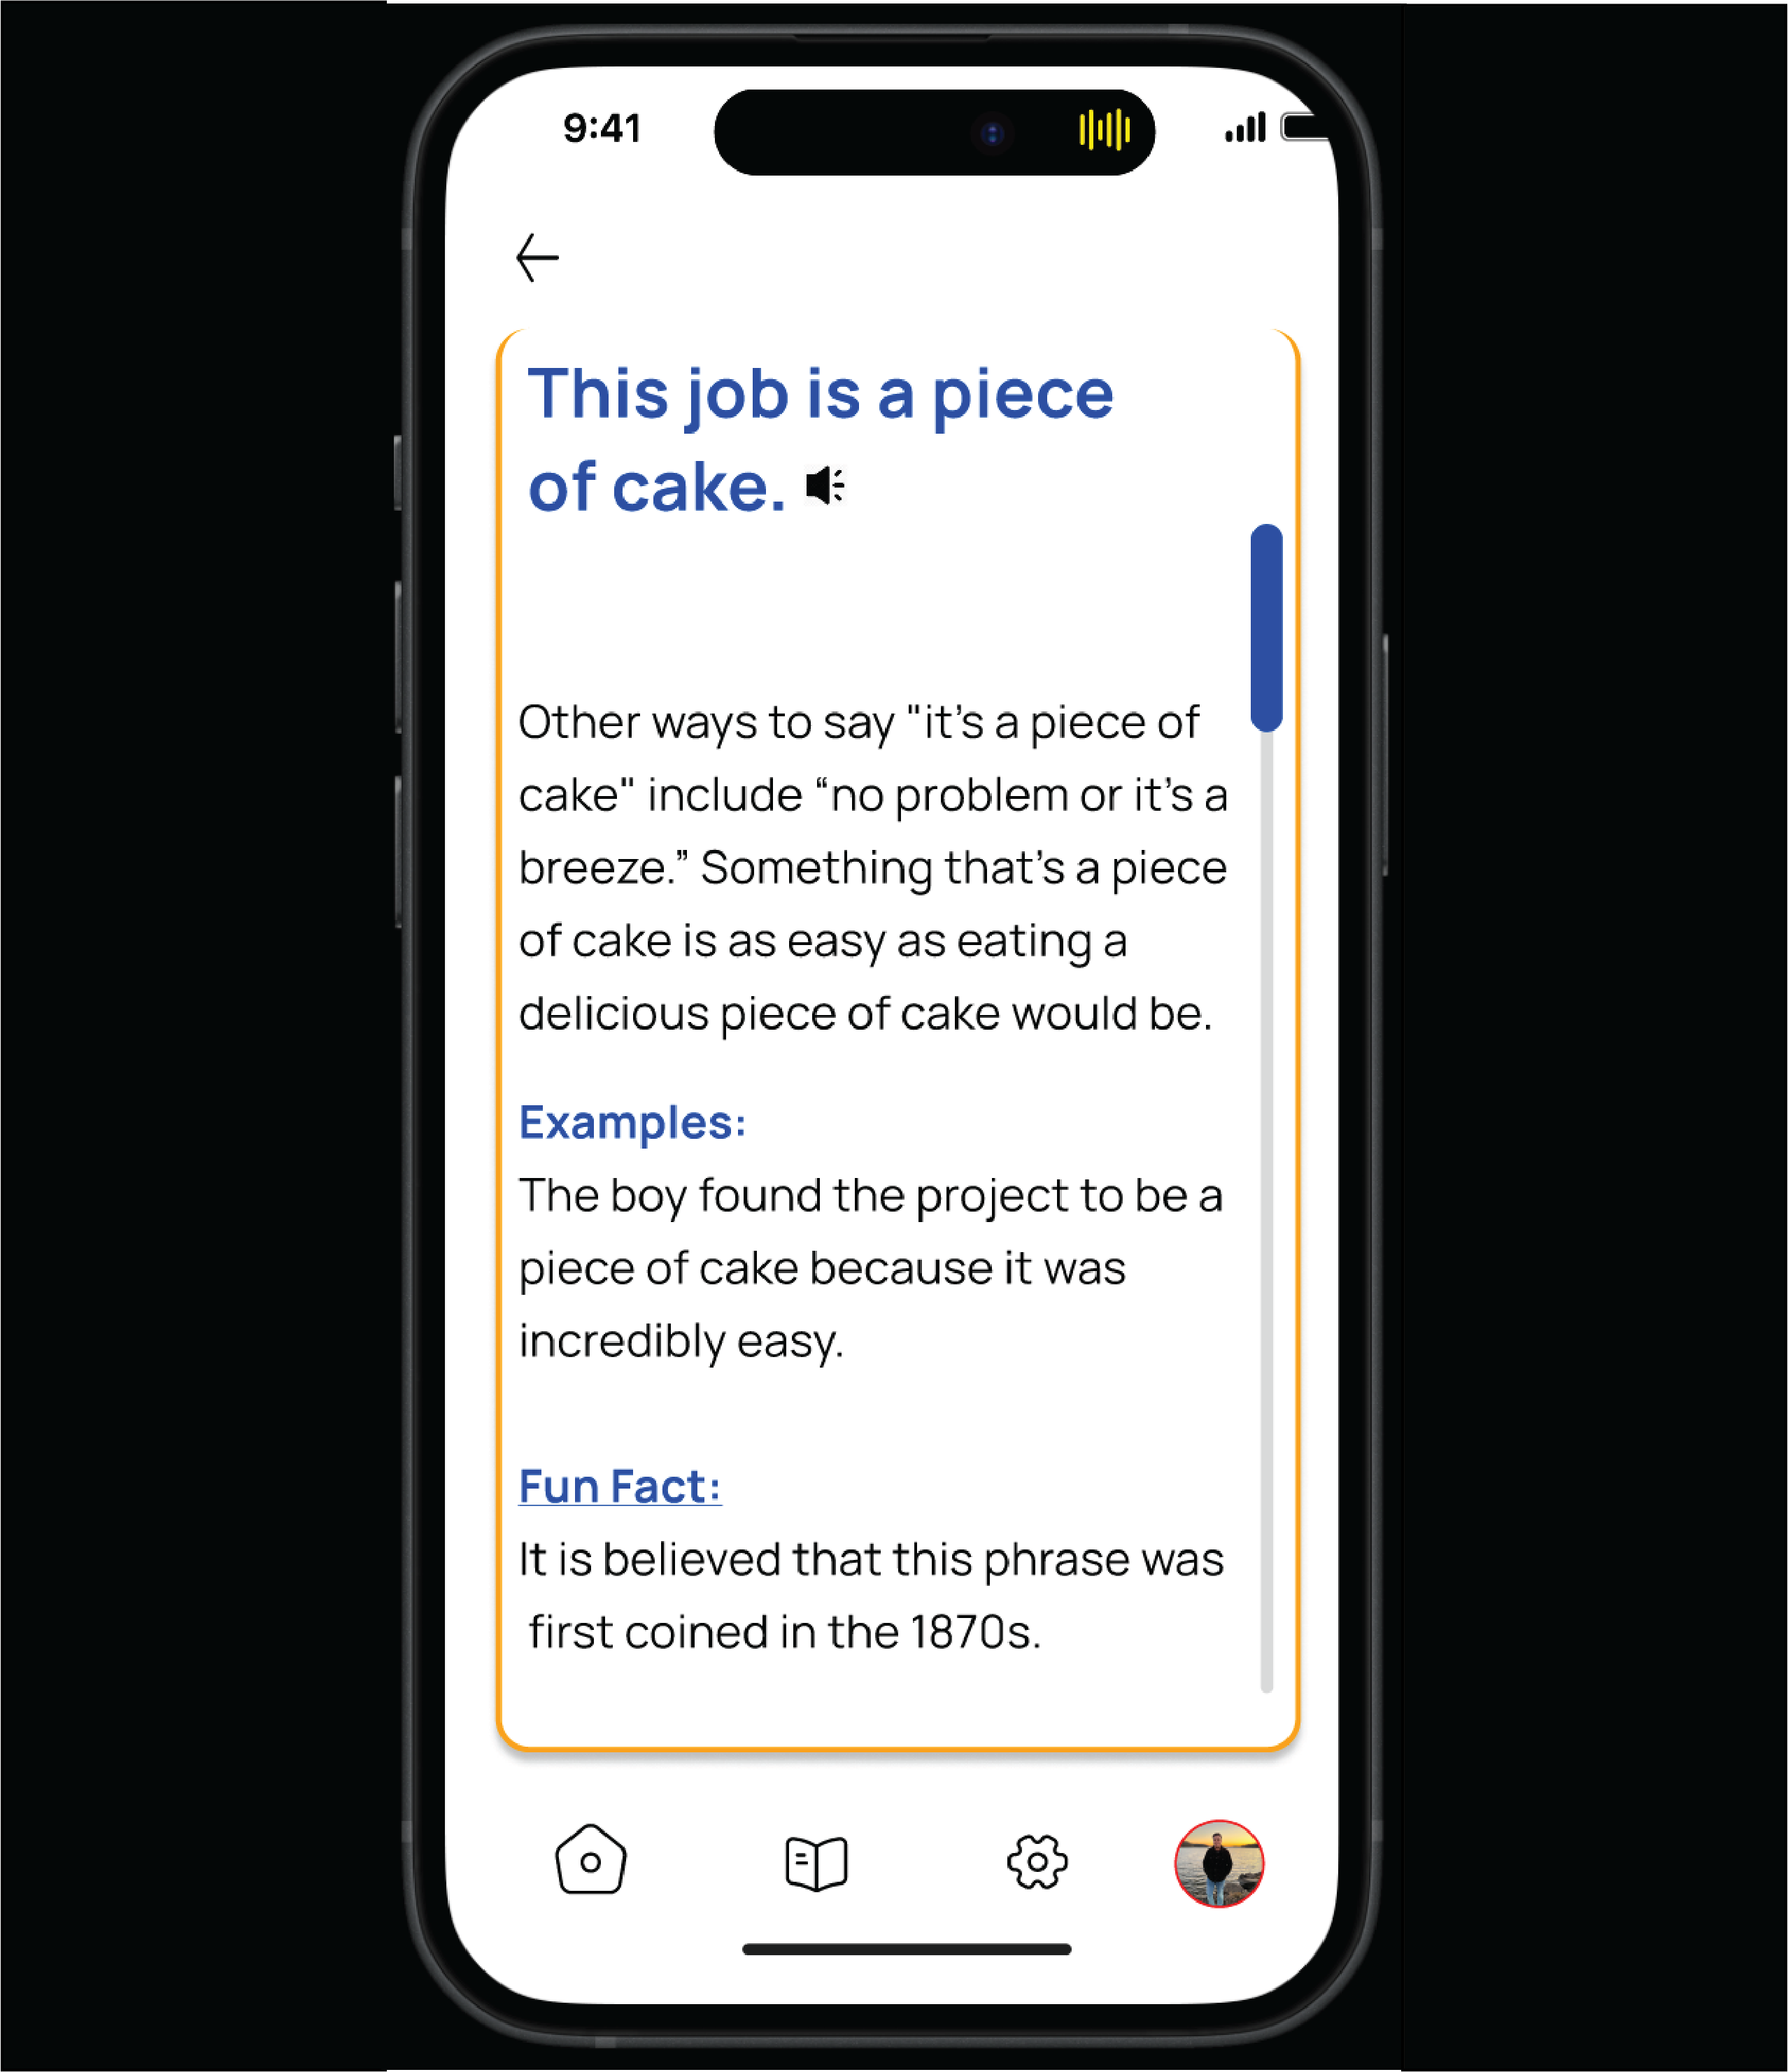 9:41
This job is a piece
of cake.
Other ways to say "it's a piece of
cake" include “no problem or it's a
breeze.” Something that's a piece
of cake is as easy as eating a
delicious piece of cake would be.
Examples:
The boy found the project to be a
piece of cake because it was
incredibly easy.
Fun Fact:
It is believed that this phrase was
first coined in the 1870s.